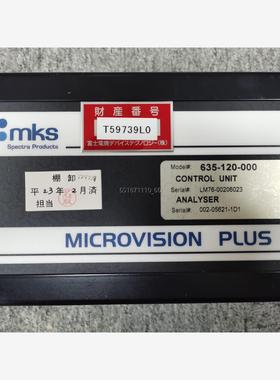 mks
Spectra Products
財産番号
T59739L0
富士電機デバイステクノロジー(株)
Model#: 635-120-000
CONTROL UNIT
Serial#: LM76-00206023
ANALYSER
Serial#: 002-05621-1D1
棚卸
平23年2月済
担当
MICROVISION PLUS